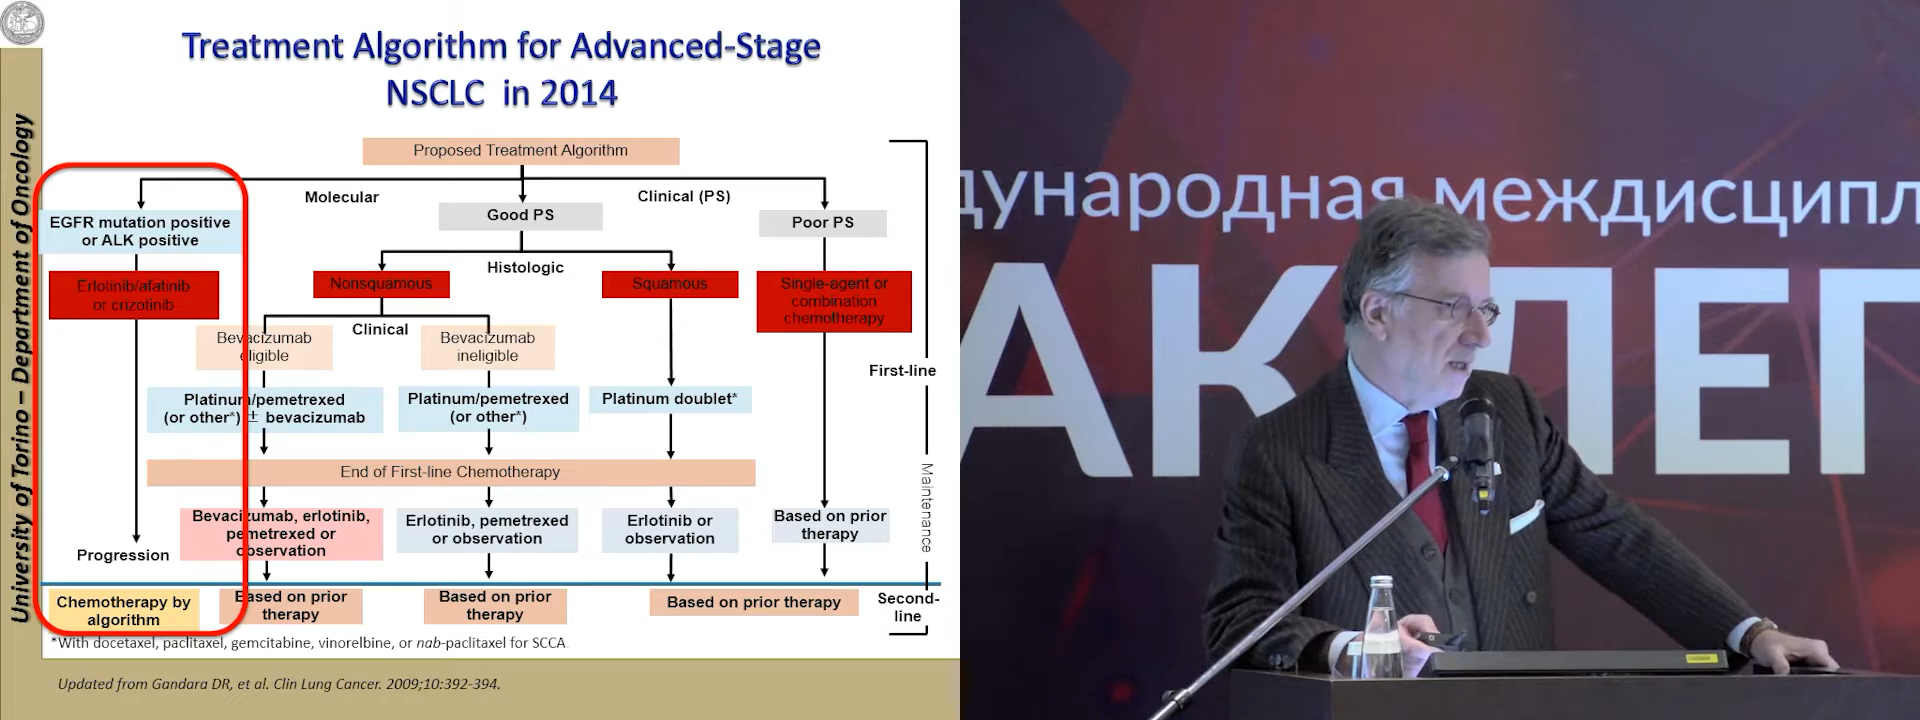 Treatment Algorithm for Advanced-Stage
NSCLC in 2014
University of Torino – Department of Oncology
Proposed Treatment Algorithm
Molecular
Clinical (PS)
EGFR mutation positive
or ALK positive
Good PS
Poor PS
Histologic
Erlotinib/afatinib
or crizotinib
Nonsquamous
Squamous
Single-agent or
combination
chemotherapy
Clinical
Bevacizumab
eligible
Bevacizumab
ineligible
First-line
Platinum/pemetrexed
(or other*) ± bevacizumab
Platinum/pemetrexed
(or other*)
Platinum doublet*
End of First-line Chemotherapy
Maintenance
Bevacizumab, erlotinib,
pemetrexed or
observation
Erlotinib, pemetrexed
or observation
Erlotinib or
observation
Based on prior
therapy
Progression
Chemotherapy by
algorithm
Based on prior
therapy
Based on prior
therapy
Based on prior therapy
Second-
line
*With docetaxel, paclitaxel, gemcitabine, vinorelbine, or nab-paclitaxel for SCCA.
Updated from Gandara DR, et al. Clin Lung Cancer. 2009;10:392-394.
дународная междисципл